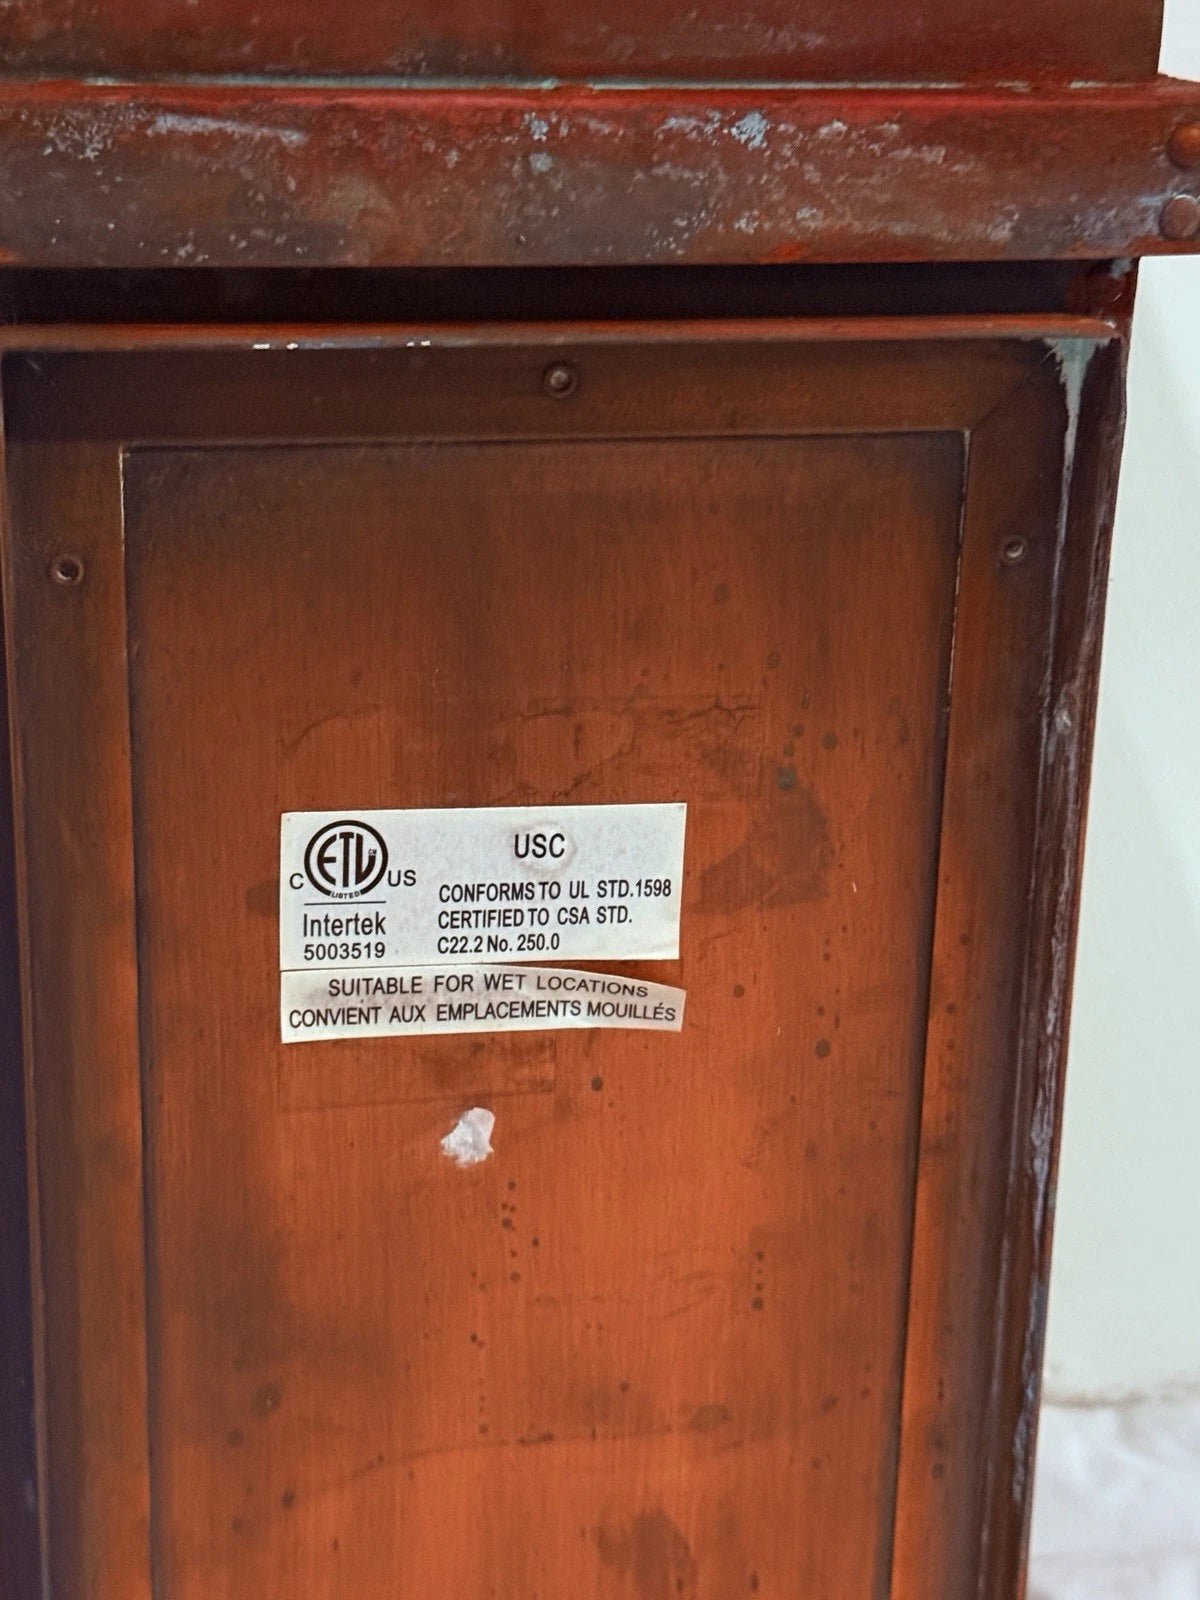 C ETL US
LISTED
Intertek
5003519
USC
CONFORMS TO UL STD.1598
CERTIFIED TO CSA STD.
C22.2 No. 250.0
SUITABLE FOR WET LOCATIONS
CONVIENT AUX EMPLACEMENTS MOUILLÉS